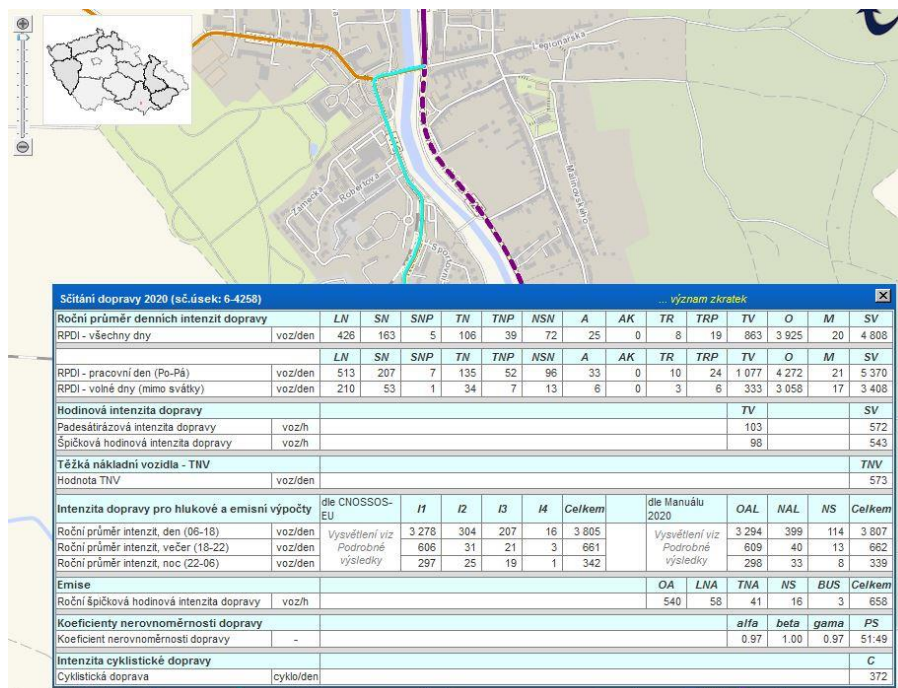 Legionářská
Malinovského
Robertova
Zámecká
Sčítání dopravy 2020 (sč.úsek: 6-4258) ... význam zkratek
Roční průměr denních intenzit dopravy LN SN SNP TN TNP NSN A AK TR TRP TV O M SV
RPDI - všechny dny voz/den 426 163 5 106 39 72 25 0 8 19 863 3 925 20 4 808
LN SN SNP TN TNP NSN A AK TR TRP TV O M SV
RPDI - pracovní den (Po-Pá) voz/den 513 207 7 135 52 96 33 0 10 24 1 077 4 272 21 5 370
RPDI - volné dny (mimo svátky) voz/den 210 53 1 34 7 13 6 0 3 6 333 3 058 17 3 408
Hodinová intenzita dopravy TV SV
Padesátirázová intenzita dopravy voz/h 103 572
Špičková hodinová intenzita dopravy voz/h 98 543
Těžká nákladní vozidla - TNV TNV
Hodnota TNV voz/den 573
Intenzita dopravy pro hlukové a emisní výpočty dle CNOSSOS-EU I1 I2 I3 I4 Celkem dle Manuálu 2020 OAL NAL NS Celkem
Roční průměr intenzit, den (06-18) voz/den Vysvětlení viz Podrobné výsledky 3 278 304 207 16 3 805 Vysvětlení viz Podrobné výsledky 3 294 399 114 3 807
Roční průměr intenzit, večer (18-22) voz/den 606 31 21 3 661 609 40 13 662
Roční průměr intenzit, noc (22-06) voz/den 297 25 19 1 342 298 33 8 339
Emise OA LNA TNA NS BUS Celkem
Roční špičková hodinová intenzita dopravy voz/h 540 58 41 16 3 658
Koeficienty nerovnoměrnosti dopravy alfa beta gama PS
Koeficient nerovnoměrnosti dopravy - 0.97 1.00 0.97 51:49
Intenzita cyklistické dopravy C
Cyklistická doprava cyklo/den 372